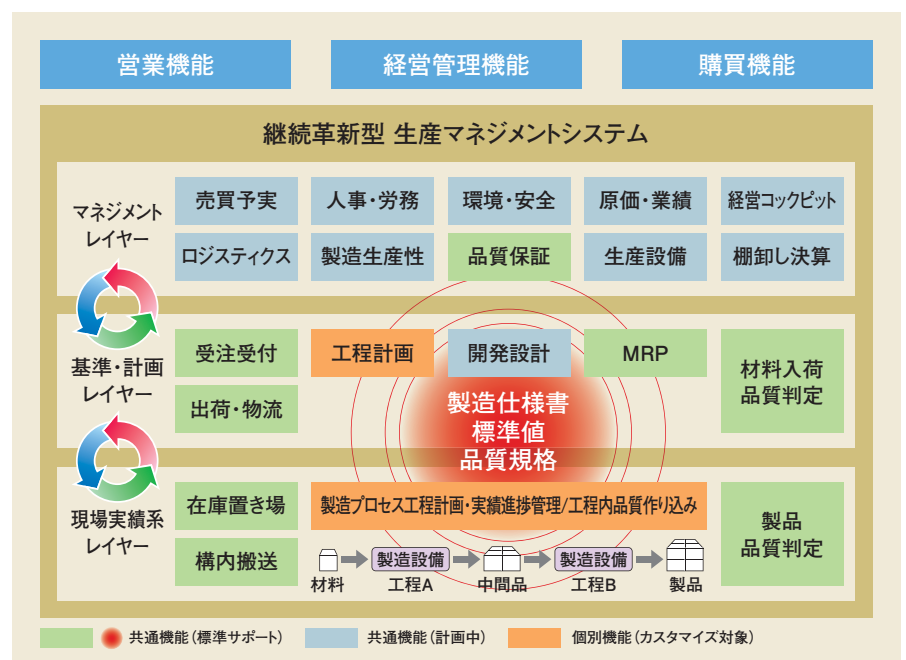 営業機能
経営管理機能
購買機能
継続革新型 生産マネジメントシステム
マネジメント
レイヤー
売買予実
人事・労務
環境・安全
原価・業績
経営コックピット
ロジスティクス
製造生産性
品質保証
生産設備
棚卸し決算
基準・計画
レイヤー
受注受付
工程計画
開発設計
MRP
材料入荷
品質判定
出荷・物流
製造仕様書
標準値
品質規格
現場実績系
レイヤー
在庫置き場
製造プロセス工程計画・実績進捗管理/工程内品質作り込み
製品
品質判定
構内搬送
製造設備
製造設備
材料
工程A
中間品
工程B
製品
共通機能(標準サポート)
共通機能(計画中)
個別機能(カスタマイズ対象)